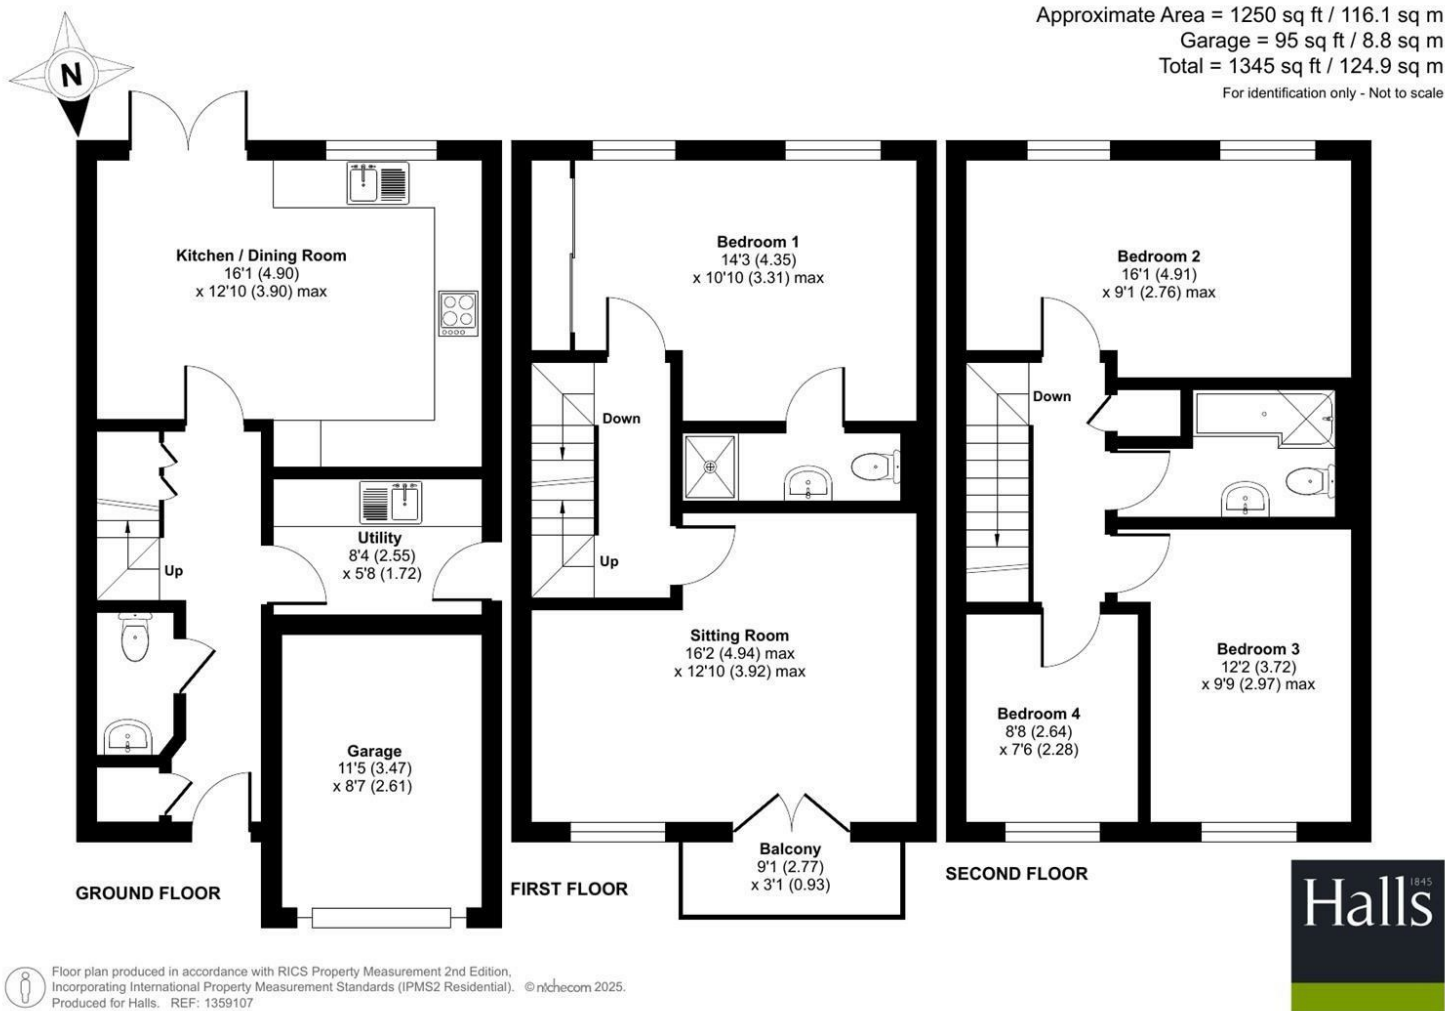 Approximate Area = 1250 sq ft / 116.1 sq m
Garage = 95 sq ft / 8.8 sq m
Total = 1345 sq ft / 124.9 sq m
For identification only - Not to scale
N
Kitchen / Dining Room
16'1 (4.90)
x 12'10 (3.90) max
Utility
8'4 (2.55)
x 5'8 (1.72)
Up
Garage
11'5 (3.47)
x 8'7 (2.61)
GROUND FLOOR
Bedroom 1
14'3 (4.35)
x 10'10 (3.31) max
Down
Up
Sitting Room
16'2 (4.94) max
x 12'10 (3.92) max
Balcony
9'1 (2.77)
x 3'1 (0.93)
FIRST FLOOR
Bedroom 2
16'1 (4.91)
x 9'1 (2.76) max
Down
Bedroom 3
12'2 (3.72)
x 9'9 (2.97) max
Bedroom 4
8'8 (2.64)
x 7'6 (2.28)
SECOND FLOOR
Halls 1845
Floor plan produced in accordance with RICS Property Measurement 2nd Edition,
Incorporating International Property Measurement Standards (IPMS2 Residential). © nichecom 2025.
Produced for Halls. REF: 1359107